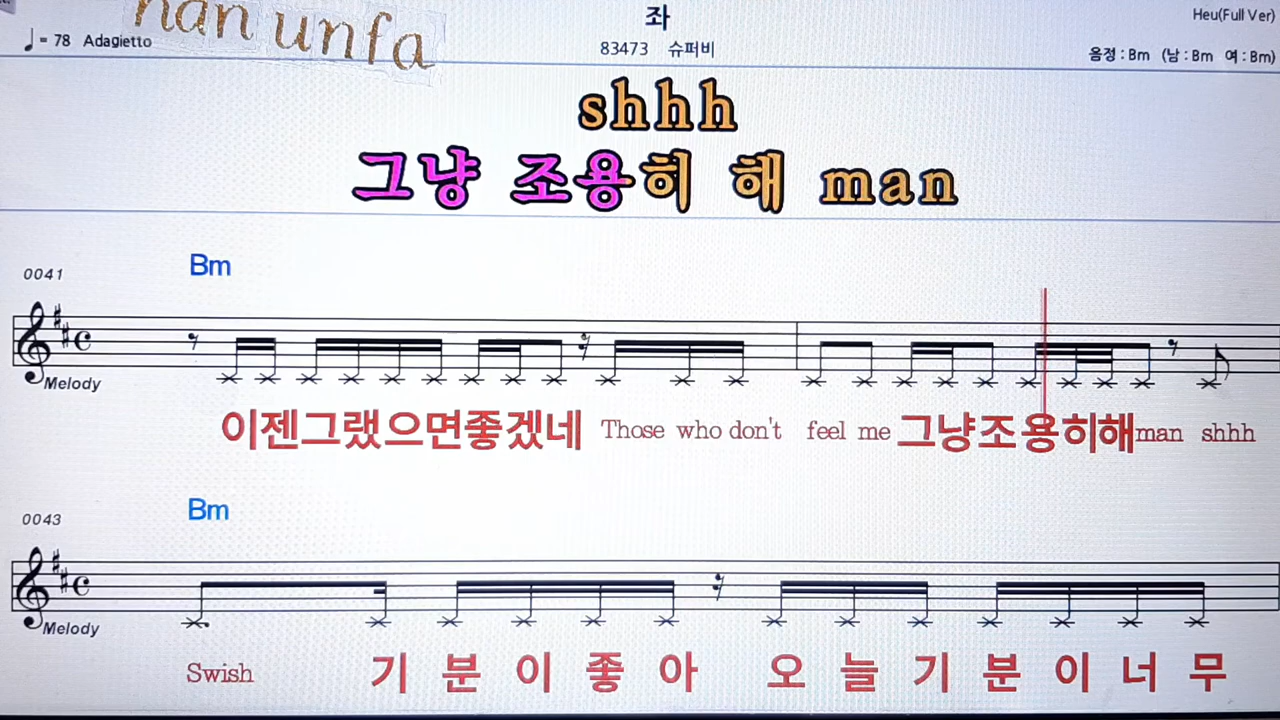 han unfa
좌
Heu(Full Ver)
♩= 78 Adagietto
83473 슈퍼비
음정 : Bm (남 : Bm 여 : Bm)
shhh
그냥 조용히 해 man
0041
Bm
Melody
이젠그랬으면좋겠네 Those who don't feel me 그냥조용히해man shhh
0043
Bm
Melody
Swish 기 분 이 좋 아 오 늘 기 분 이 너 무